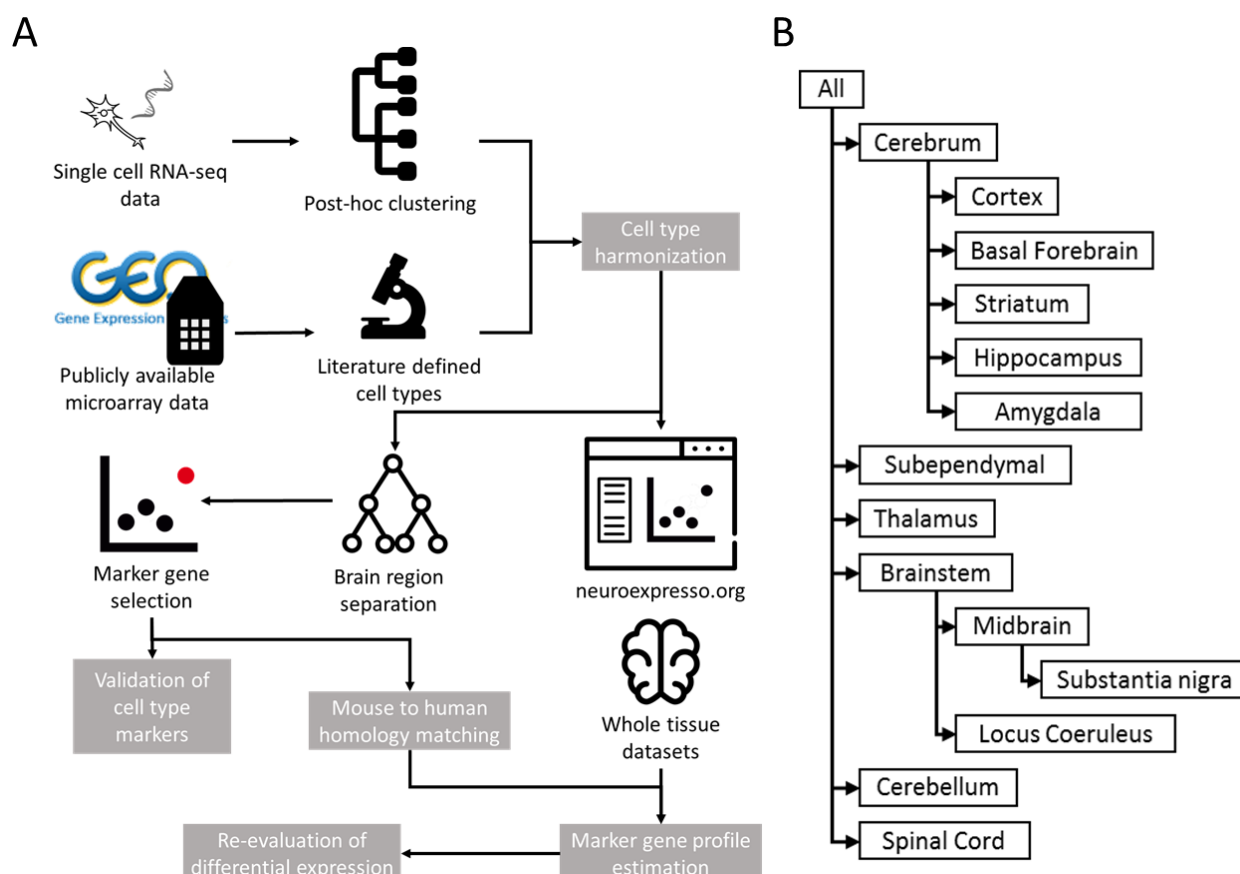 A
Single cell RNA-seq
data
Post-hoc clustering
Cell type
harmonization
GEO
Gene Expression
Publicly available
microarray data
Literature defined
cell types
Marker gene
selection
Brain region
separation
neuroexpresso.org
Validation of
cell type
markers
Mouse to human
homology matching
Whole tissue
datasets
Re-evaluation of
differential expression
Marker gene profile
estimation
B
All
Cerebrum
Cortex
Basal Forebrain
Striatum
Hippocampus
Amygdala
Subependymal
Thalamus
Brainstem
Midbrain
Substantia nigra
Locus Coeruleus
Cerebellum
Spinal Cord